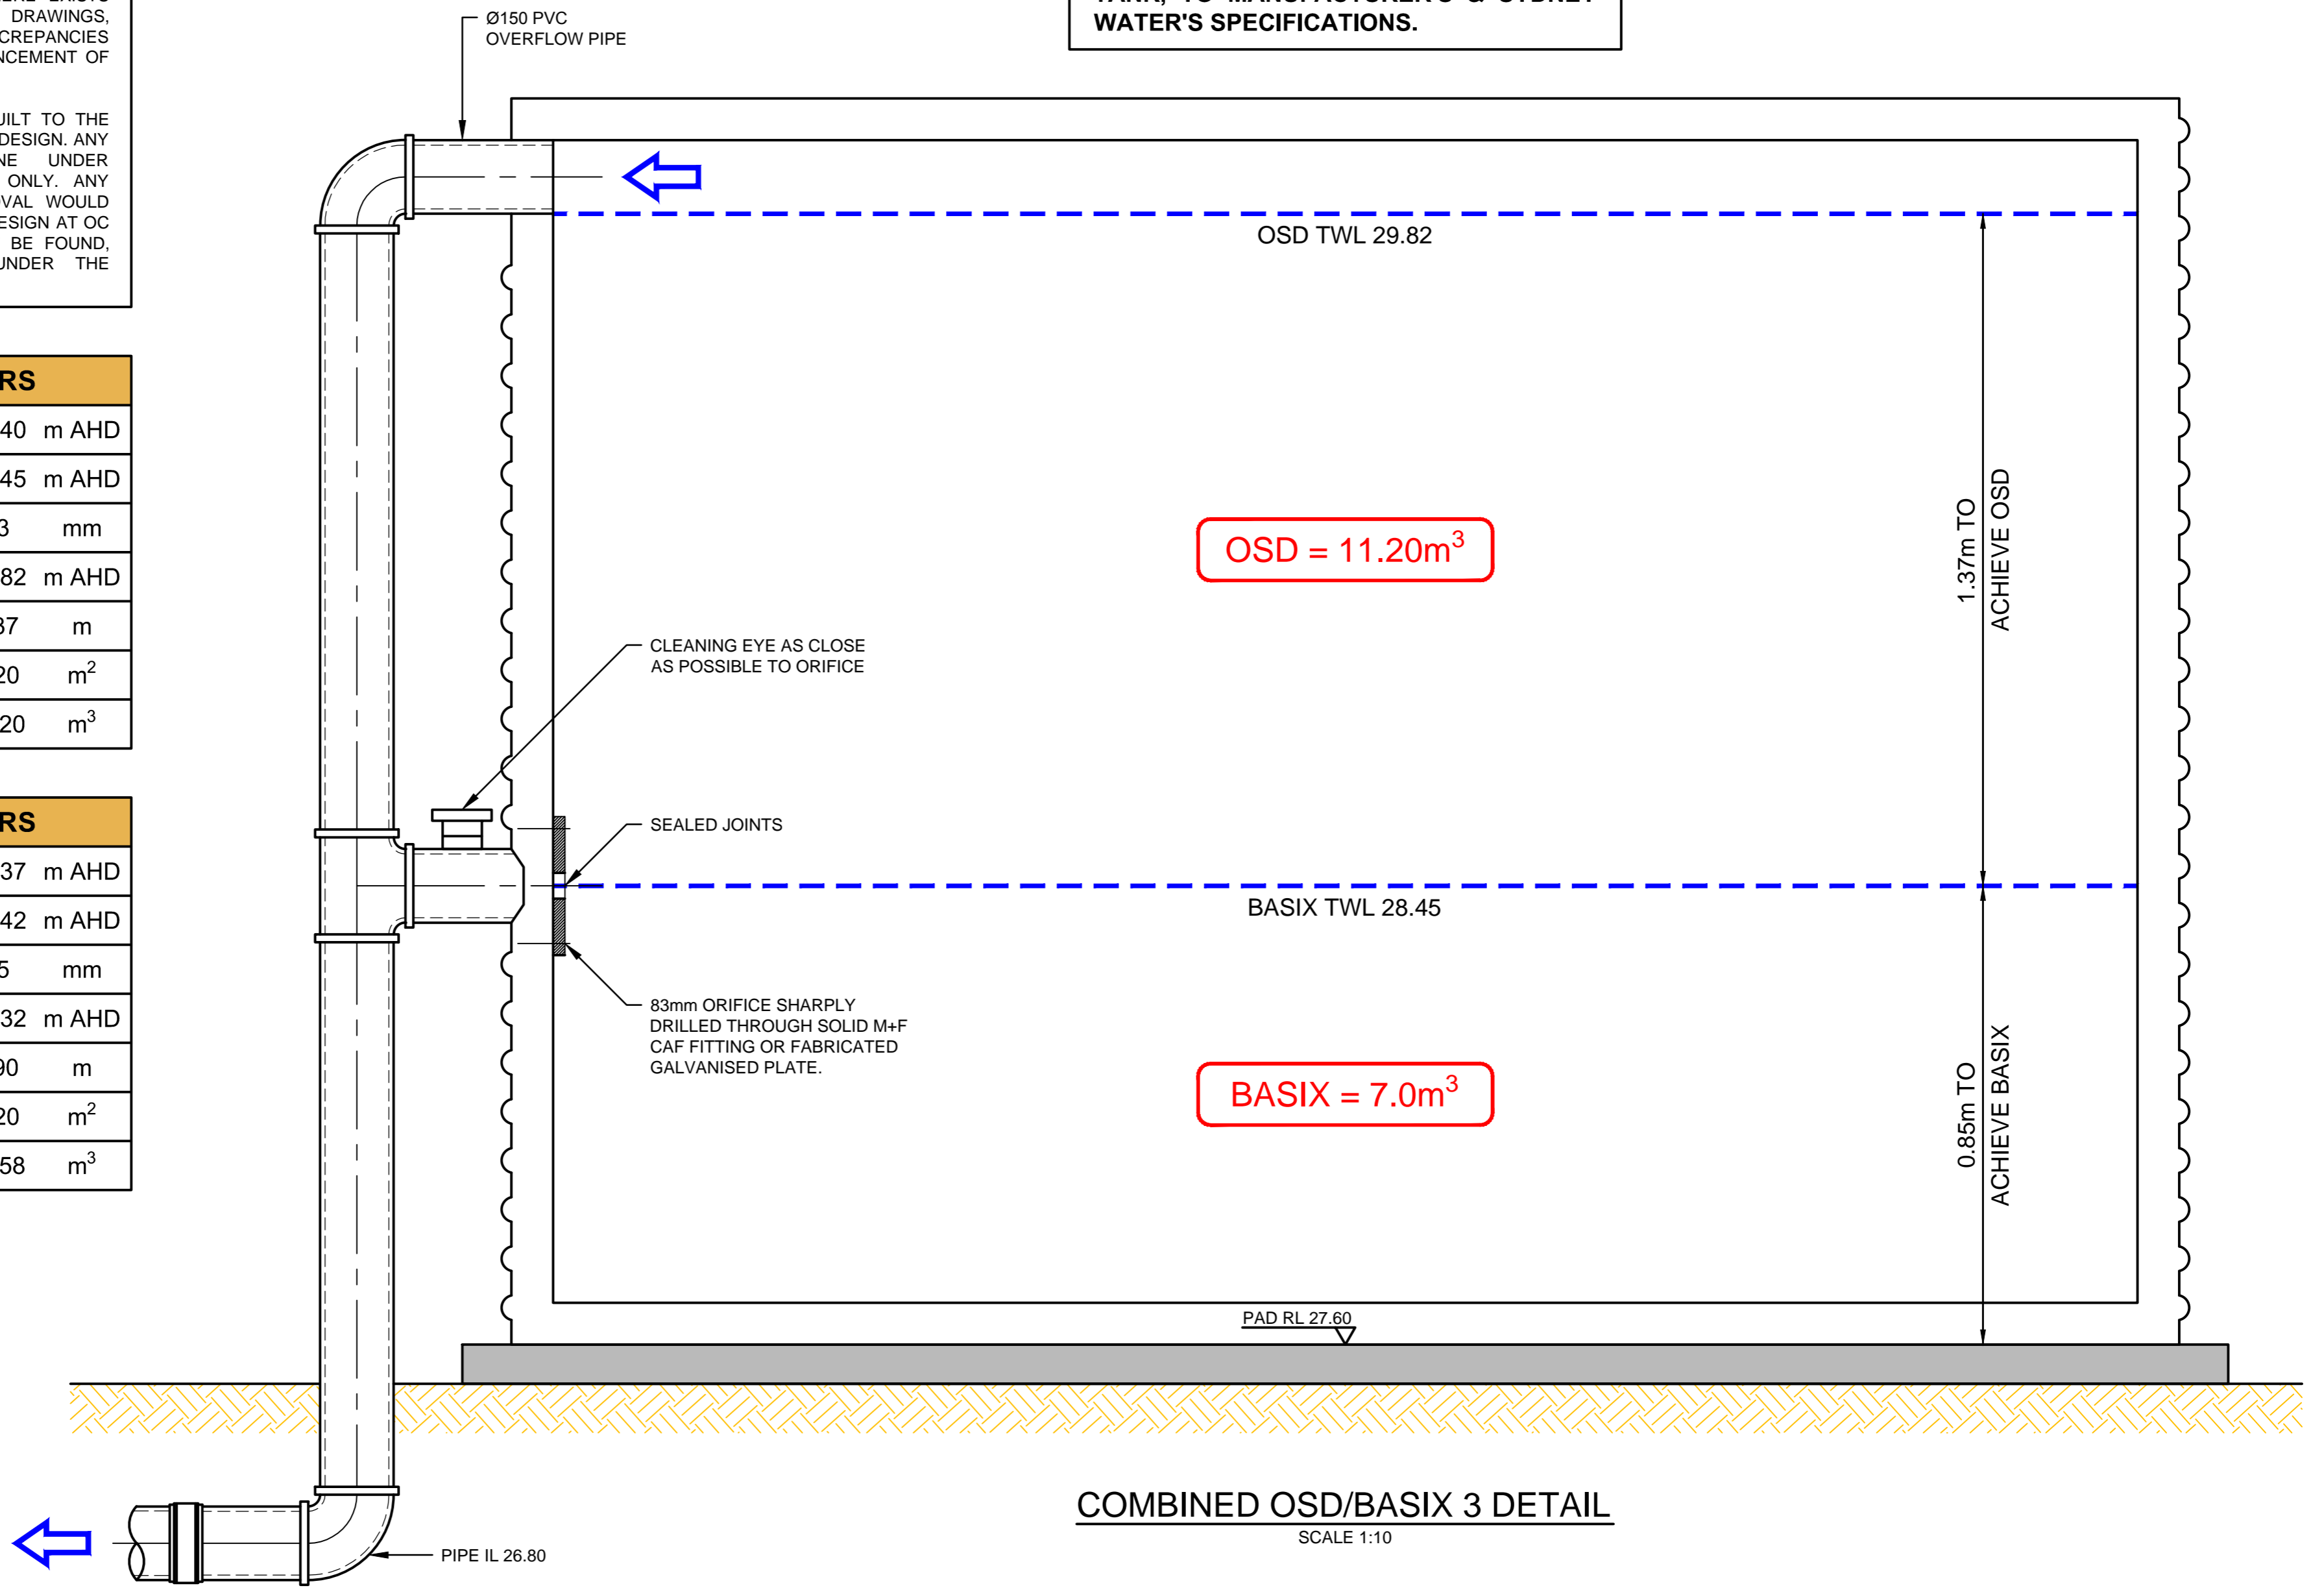 DRAWINGS,
NCEMENT OF
UILT TO THE
DESIGN. ANY
UNDER
ONLY. ANY
WOULD
DESIGN AT OC
BE FOUND,
UNDER THE
RS
40 m AHD
45 m AHD
3 mm
82 m AHD
37 m
20 m²
20 m³
RS
37 m AHD
42 m AHD
5 mm
32 m AHD
90 m
20 m²
58 m³
Ø150 PVC
OVERFLOW PIPE
TANK, TO MANUFACTURER'S & SYDNEY
WATER'S SPECIFICATIONS.
OSD TWL 29.82
OSD = 11.20m³
1.37m TO
ACHIEVE OSD
CLEANING EYE AS CLOSE
AS POSSIBLE TO ORIFICE
SEALED JOINTS
BASIX TWL 28.45
83mm ORIFICE SHARPLY
DRILLED THROUGH SOLID M+F
CAF FITTING OR FABRICATED
GALVANISED PLATE.
BASIX = 7.0m³
0.85m TO
ACHIEVE BASIX
PAD RL 27.60
PIPE IL 26.80
COMBINED OSD/BASIX 3 DETAIL
SCALE 1:10